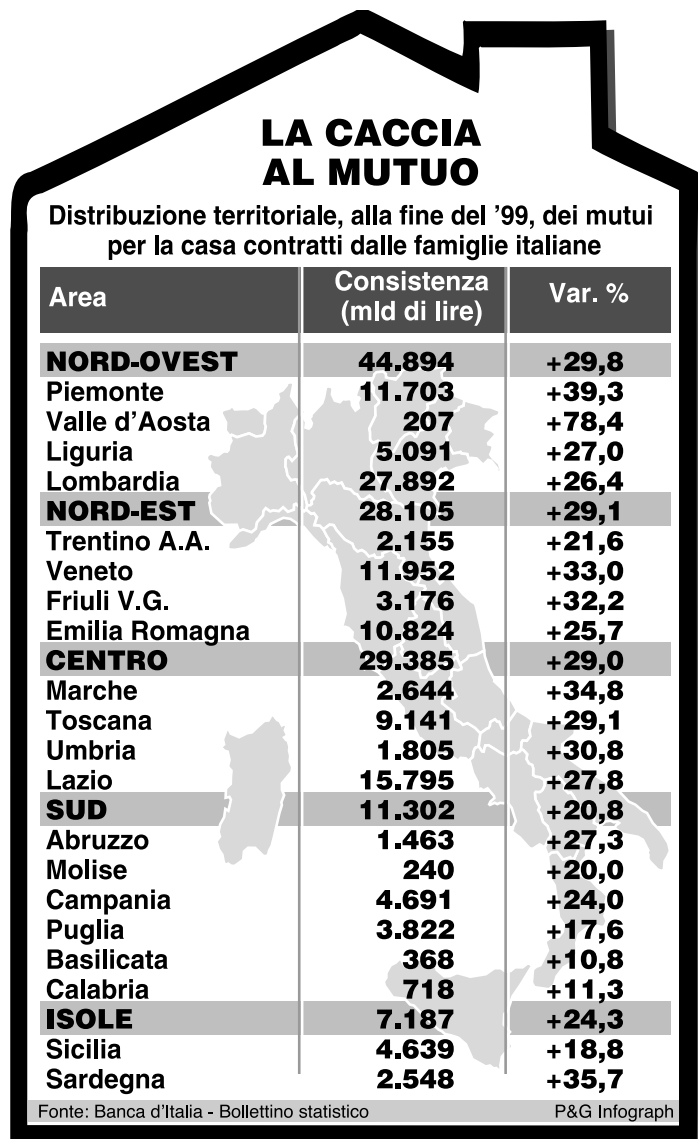 LA CACCIA
AL MUTUO
Distribuzione territoriale, alla fine del '99, dei mutui
per la casa contratti dalle famiglie italiane
Area Consistenza (mld di lire) Var. %
NORD-OVEST 44.894 +29,8
Piemonte 11.703 +39,3
Valle d'Aosta 207 +78,4
Liguria 5.091 +27,0
Lombardia 27.892 +26,4
NORD-EST 28.105 +29,1
Trentino A.A. 2.155 +21,6
Veneto 11.952 +33,0
Friuli V.G. 3.176 +32,2
Emilia Romagna 10.824 +25,7
CENTRO 29.385 +29,0
Marche 2.644 +34,8
Toscana 9.141 +29,1
Umbria 1.805 +30,8
Lazio 15.795 +27,8
SUD 11.302 +20,8
Abruzzo 1.463 +27,3
Molise 240 +20,0
Campania 4.691 +24,0
Puglia 3.822 +17,6
Basilicata 368 +10,8
Calabria 718 +11,3
ISOLE 7.187 +24,3
Sicilia 4.639 +18,8
Sardegna 2.548 +35,7
Fonte: Banca d'Italia - Bollettino statistico P&G Infograph